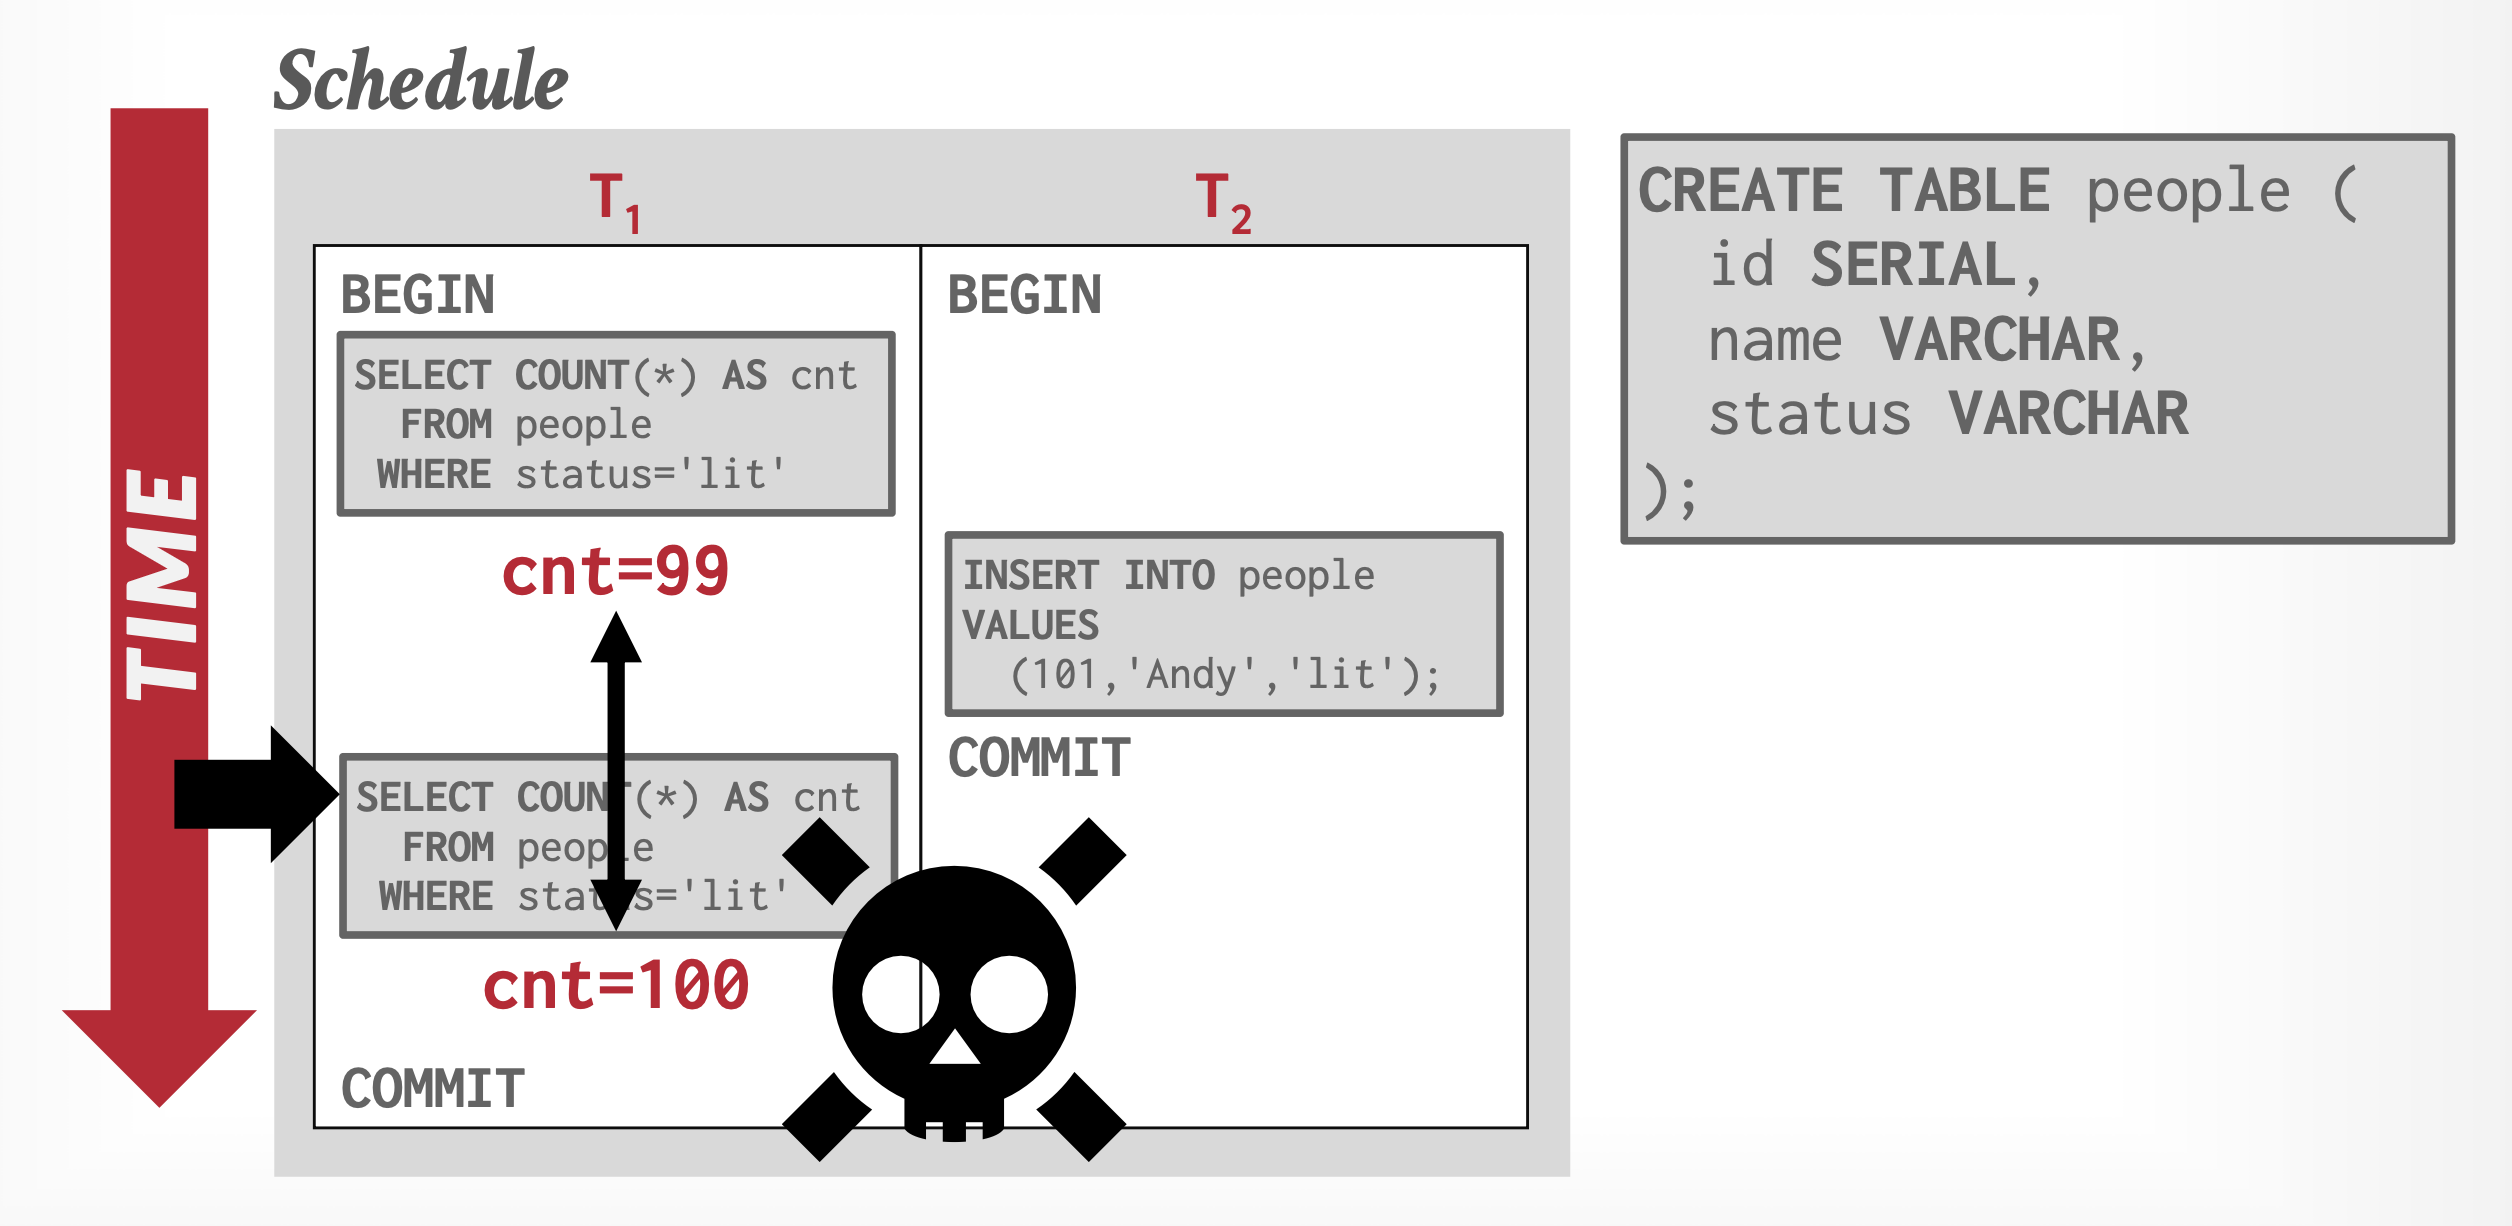 Schedule
TIME
T1
T2
BEGIN
SELECT COUNT(*) AS cnt
FROM people
WHERE status='lit'
cnt=99
SELECT COUNT(*) AS cnt
FROM people
WHERE status='lit'
cnt=100
COMMIT
BEGIN
INSERT INTO people
VALUES
(101,'Andy','lit');
COMMIT
CREATE TABLE people (
id SERIAL,
name VARCHAR,
status VARCHAR
);